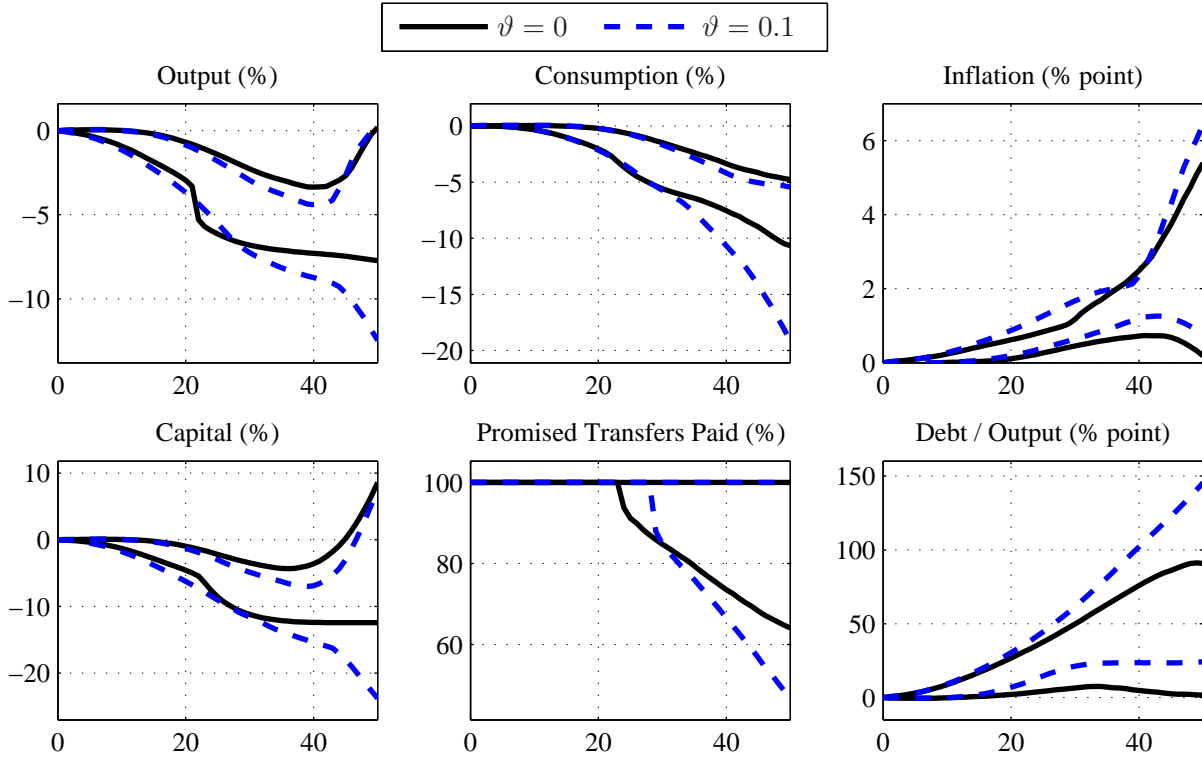 ϑ = 0 ϑ = 0.1
Output (%) Consumption (%) Inflation (% point)
0
−5
−10
0 20 40
0
−5
−10
−15
−20
0 20 40
6
4
2
0
0 20 40
Capital (%) Promised Transfers Paid (%) Debt / Output (% point)
10
0
−10
−20
0 20 40
100
80
60
0 20 40
150
100
50
0
0 20 40